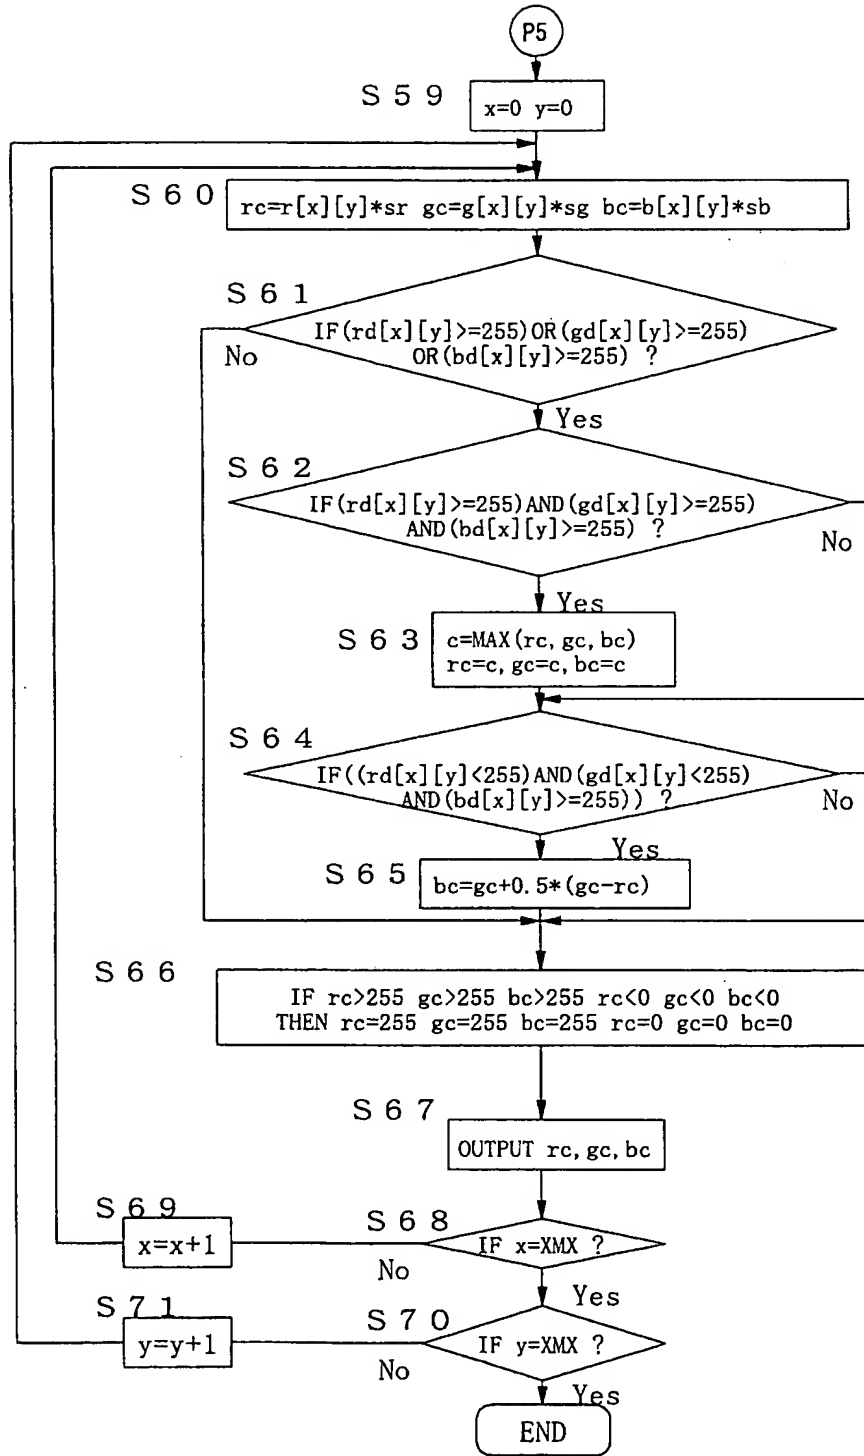 P5
S59
x=0 y=0
S60
rc=r[x][y]*sr gc=g[x][y]*sg bc=b[x][y]*sb
S61
IF(rd[x][y]>=255)OR(gd[x][y]>=255)
OR(bd[x][y]>=255) ?
No
Yes
S62
IF(rd[x][y]>=255)AND(gd[x][y]>=255)
AND(bd[x][y]>=255) ?
No
Yes
S63
c=MAX(rc,gc,bc)
rc=c,gc=c,bc=c
S64
IF((rd[x][y]<255)AND(gd[x][y]<255)
AND(bd[x][y]>=255)) ?
No
Yes
S65
bc=gc+0.5*(gc-rc)
S66
IF rc>255 gc>255 bc>255 rc<0 gc<0 bc<0
THEN rc=255 gc=255 bc=255 rc=0 gc=0 bc=0
S67
OUTPUT rc,gc,bc
S69
x=x+1
S68
IF x=XMX ?
No
Yes
S71
y=y+1
S70
IF y=XMX ?
No
Yes
END